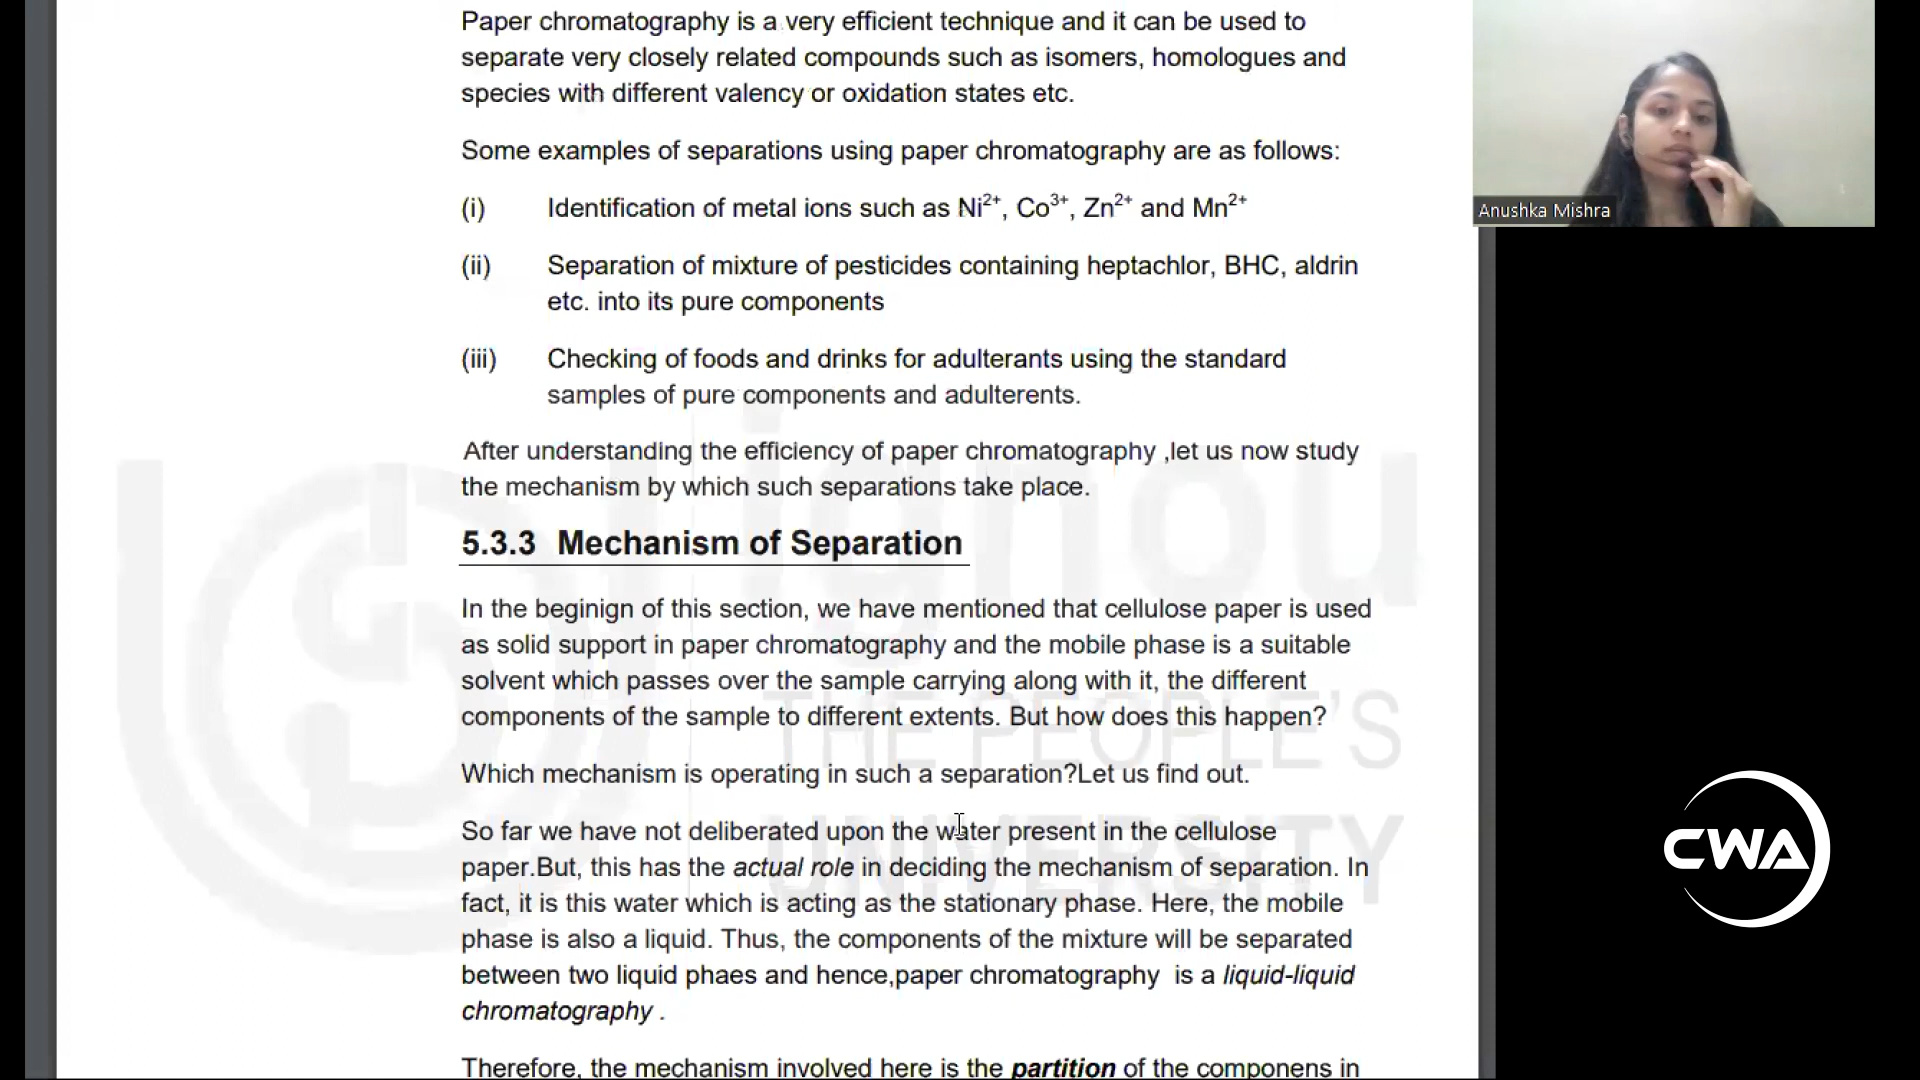 Paper chromatography is a very efficient technique and it can be used to
separate very closely related compounds such as isomers, homologues and
species with different valency or oxidation states etc.
Some examples of separations using paper chromatography are as follows:
(i) Identification of metal ions such as Ni²⁺, Co³⁺, Zn²⁺ and Mn²⁺
(ii) Separation of mixture of pesticides containing heptachlor, BHC, aldrin
etc. into its pure components
(iii) Checking of foods and drinks for adulterants using the standard
samples of pure components and adulterents.
After understanding the efficiency of paper chromatography ,let us now study
the mechanism by which such separations take place.
5.3.3 Mechanism of Separation
In the beginign of this section, we have mentioned that cellulose paper is used
as solid support in paper chromatography and the mobile phase is a suitable
solvent which passes over the sample carrying along with it, the different
components of the sample to different extents. But how does this happen?
Which mechanism is operating in such a separation?Let us find out.
So far we have not deliberated upon the water present in the cellulose
paper.But, this has the actual role in deciding the mechanism of separation. In
fact, it is this water which is acting as the stationary phase. Here, the mobile
phase is also a liquid. Thus, the components of the mixture will be separated
between two liquid phaes and hence,paper chromatography is a liquid-liquid
chromatography .
Therefore, the mechanism involved here is the partition of the componens in
ignou
THE PEOPLE'S
UNIVERSITY
Anushka Mishra
CWA